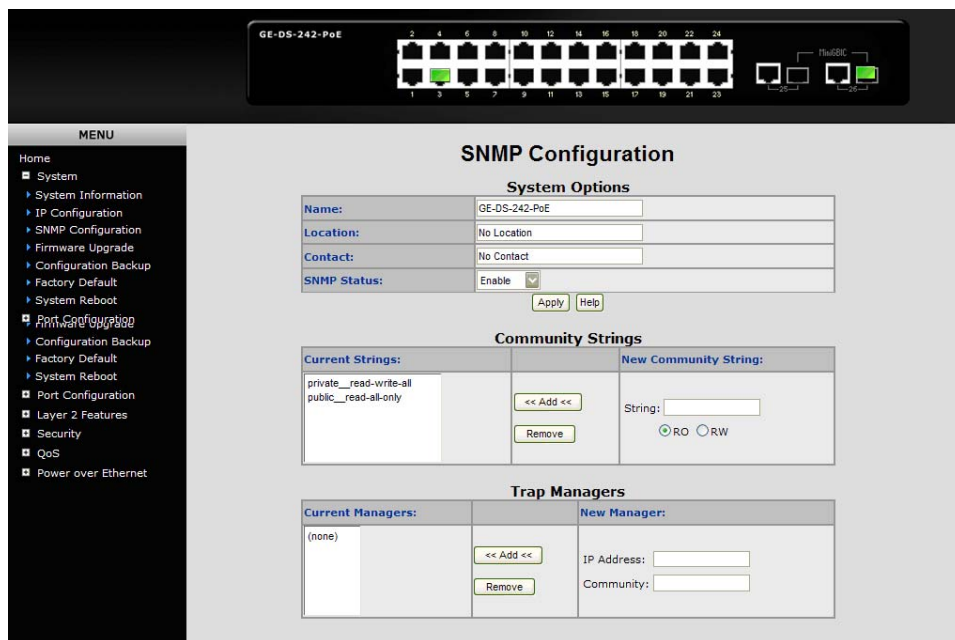 GE-DS-242-PoE
2 4 6 8 10 12 14 16 18 20 22 24
MiniGBIC
1 3 5 7 9 11 13 15 17 19 21 23
25 26
MENU
Home
System
System Information
IP Configuration
SNMP Configuration
Firmware Upgrade
Configuration Backup
Factory Default
System Reboot
Port Configuration
Firmware Upgrade
Configuration Backup
Factory Default
System Reboot
Port Configuration
Layer 2 Features
Security
QoS
Power over Ethernet
SNMP Configuration
System Options
Name: GE-DS-242-PoE
Location: No Location
Contact: No Contact
SNMP Status: Enable
Apply Help
Community Strings
Current Strings: New Community String:
private__read-write-all
public__read-all-only
<< Add <<
Remove
String:
RO RW
Trap Managers
Current Managers: New Manager:
(none)
<< Add <<
Remove
IP Address:
Community: